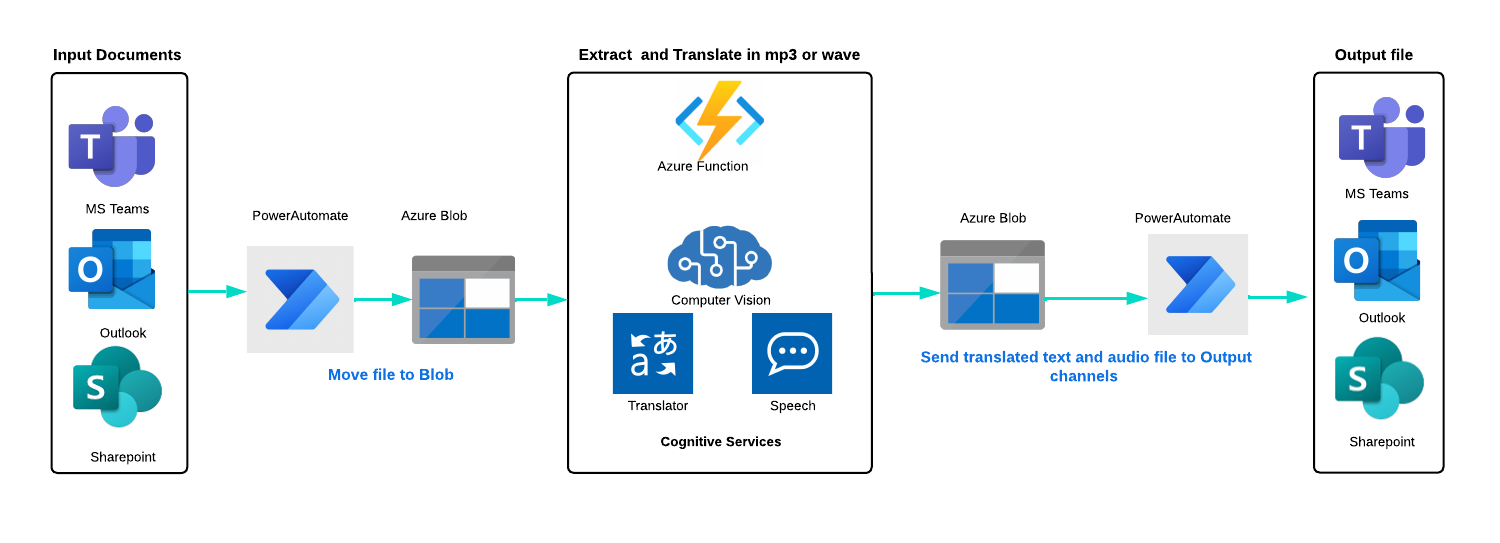 Input Documents
T
MS Teams
O
Outlook
S
Sharepoint
PowerAutomate
Azure Blob
Move file to Blob
Extract  and Translate in mp3 or wave
Azure Function
Computer Vision
a あ
Translator
Speech
Cognitive Services
Azure Blob
PowerAutomate
Send translated text and audio file to Output
channels
Output file
T
MS Teams
O
Outlook
S
Sharepoint